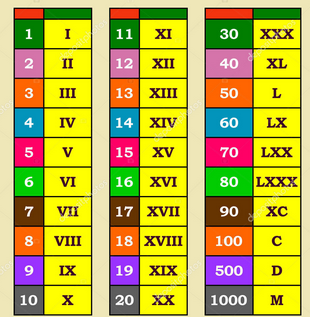 1 I
2 II
3 III
4 IV
5 V
6 VI
7 VII
8 VIII
9 IX
10 X
11 XI
12 XII
13 XIII
14 XIV
15 XV
16 XVI
17 XVII
18 XVIII
19 XIX
20 XX
30 XXX
40 XL
50 L
60 LX
70 LXX
80 LXXX
90 XC
100 C
500 D
1000 M